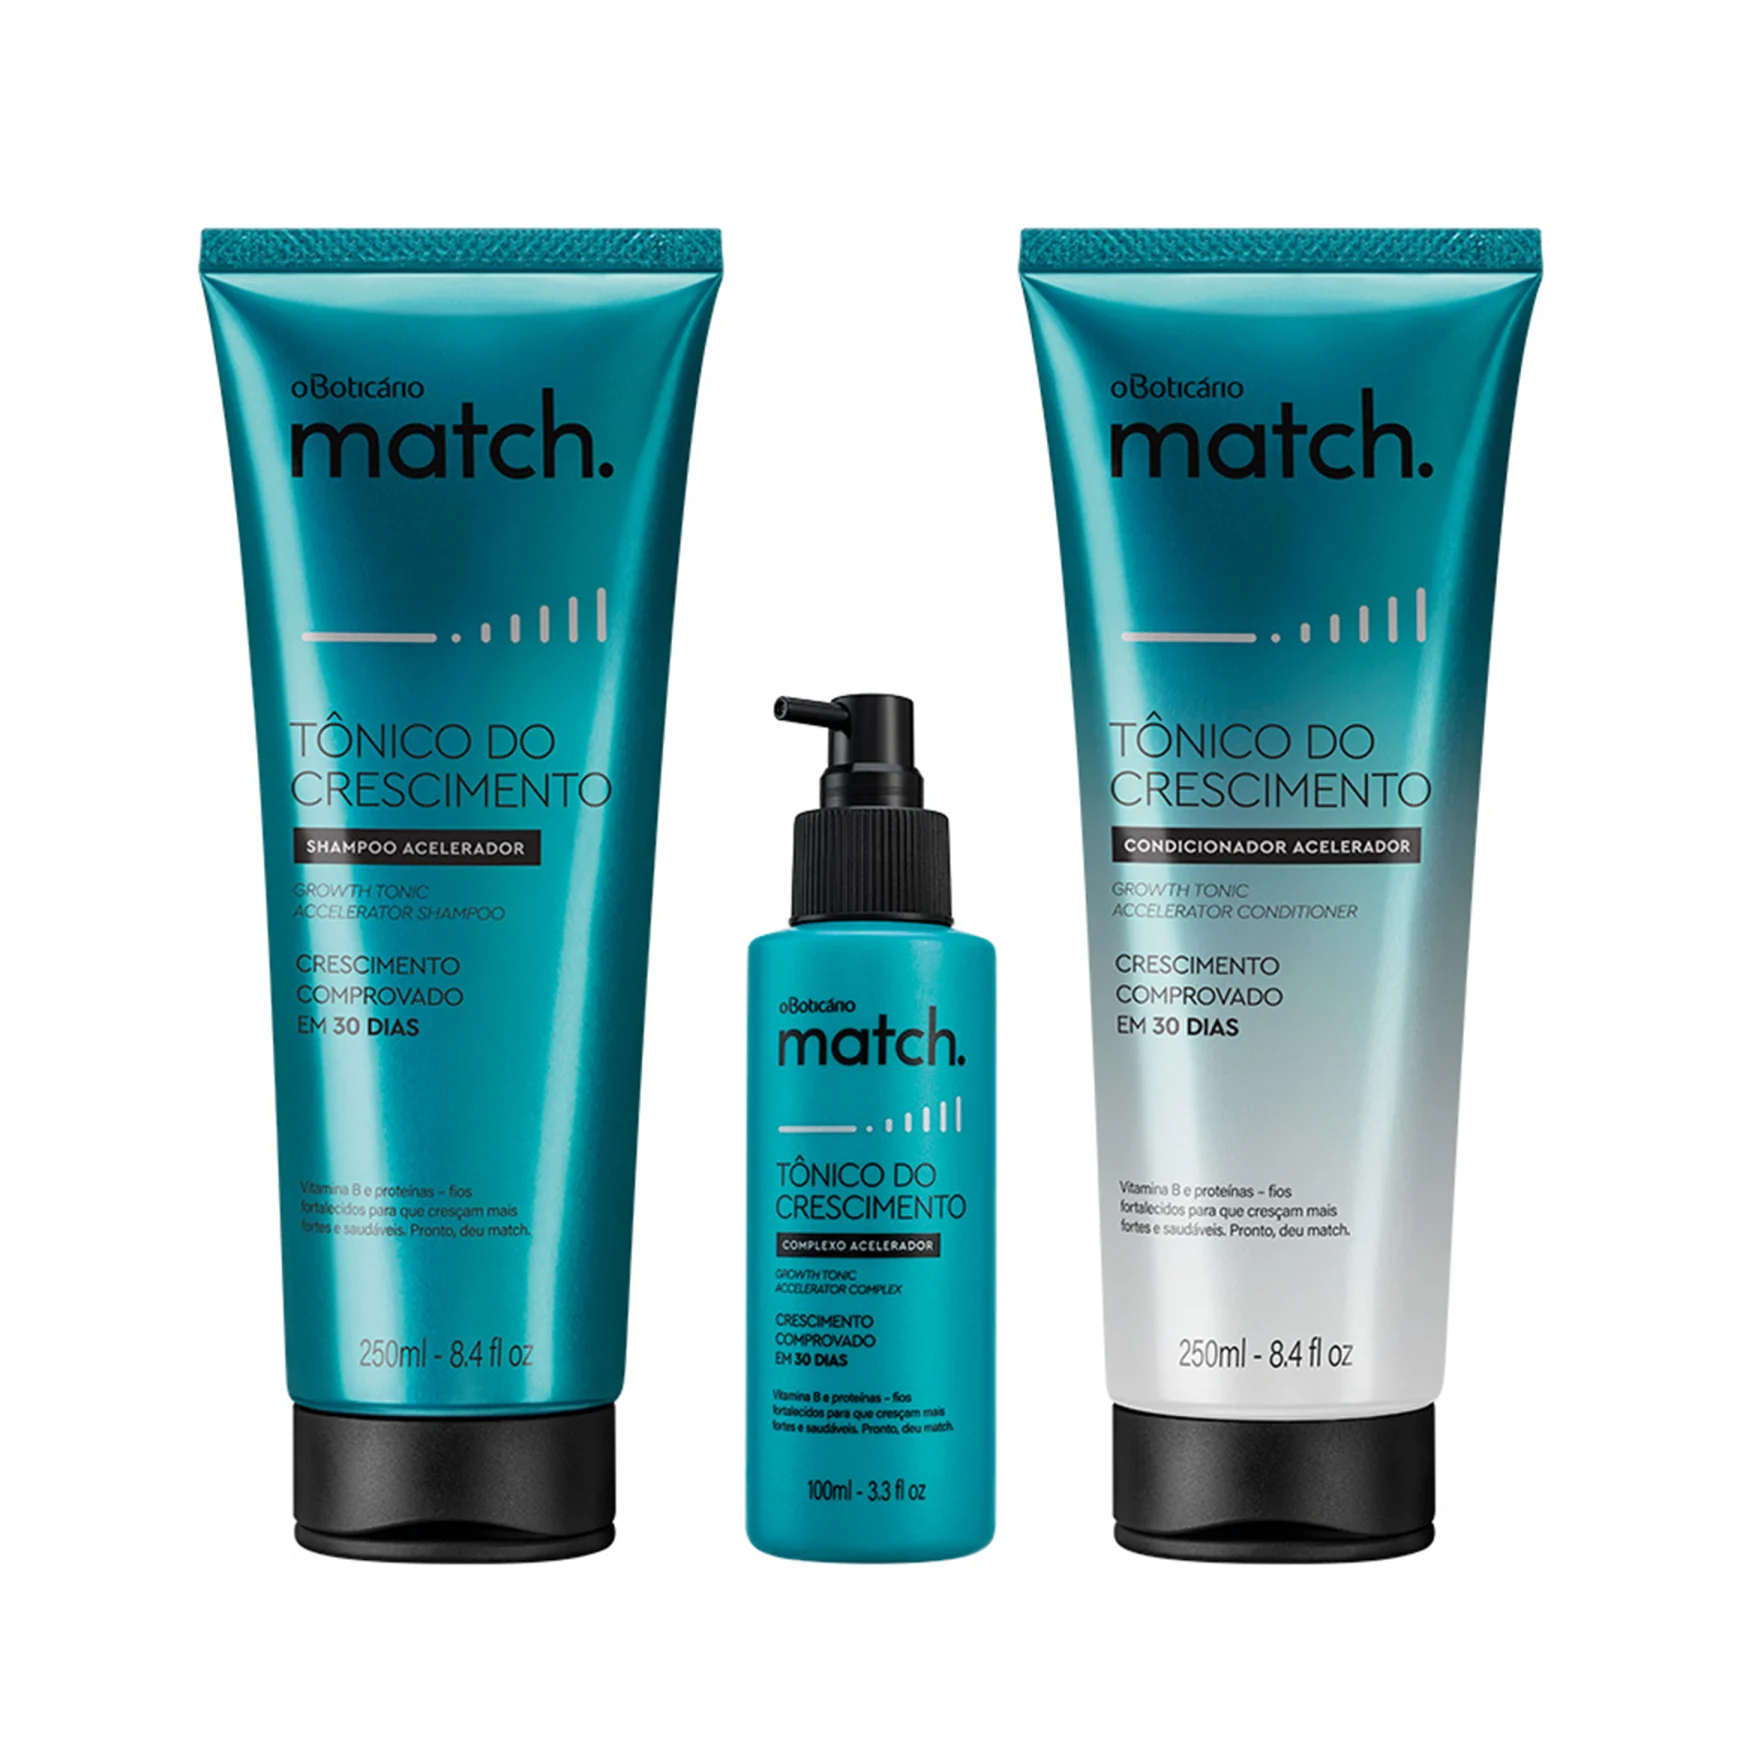 oBoticário
match.
TÔNICO DO
CRESCIMENTO
SHAMPOO ACELERADOR
GROWTH TONIC
ACCELERATOR SHAMPOO
CRESCIMENTO
COMPROVADO
EM 30 DIAS
Vitamina B e proteínas – fios
fortalecidos para que cresçam mais
fortes e saudáveis. Pronto, deu match.
250ml - 8.4 fl oz
oBoticário
match.
TÔNICO DO
CRESCIMENTO
COMPLEXO ACELERADOR
GROWTH TONIC
ACCELERATOR COMPLEX
CRESCIMENTO
COMPROVADO
EM 30 DIAS
Vitamina B e proteínas – fios
fortalecidos para que cresçam mais
fortes e saudáveis. Pronto, deu match.
100ml - 3.3 fl oz
oBoticário
match.
TÔNICO DO
CRESCIMENTO
CONDICIONADOR ACELERADOR
GROWTH TONIC
ACCELERATOR CONDITIONER
CRESCIMENTO
COMPROVADO
EM 30 DIAS
Vitamina B e proteínas – fios
fortalecidos para que cresçam mais
fortes e saudáveis. Pronto, deu match.
250ml - 8.4 fl oz